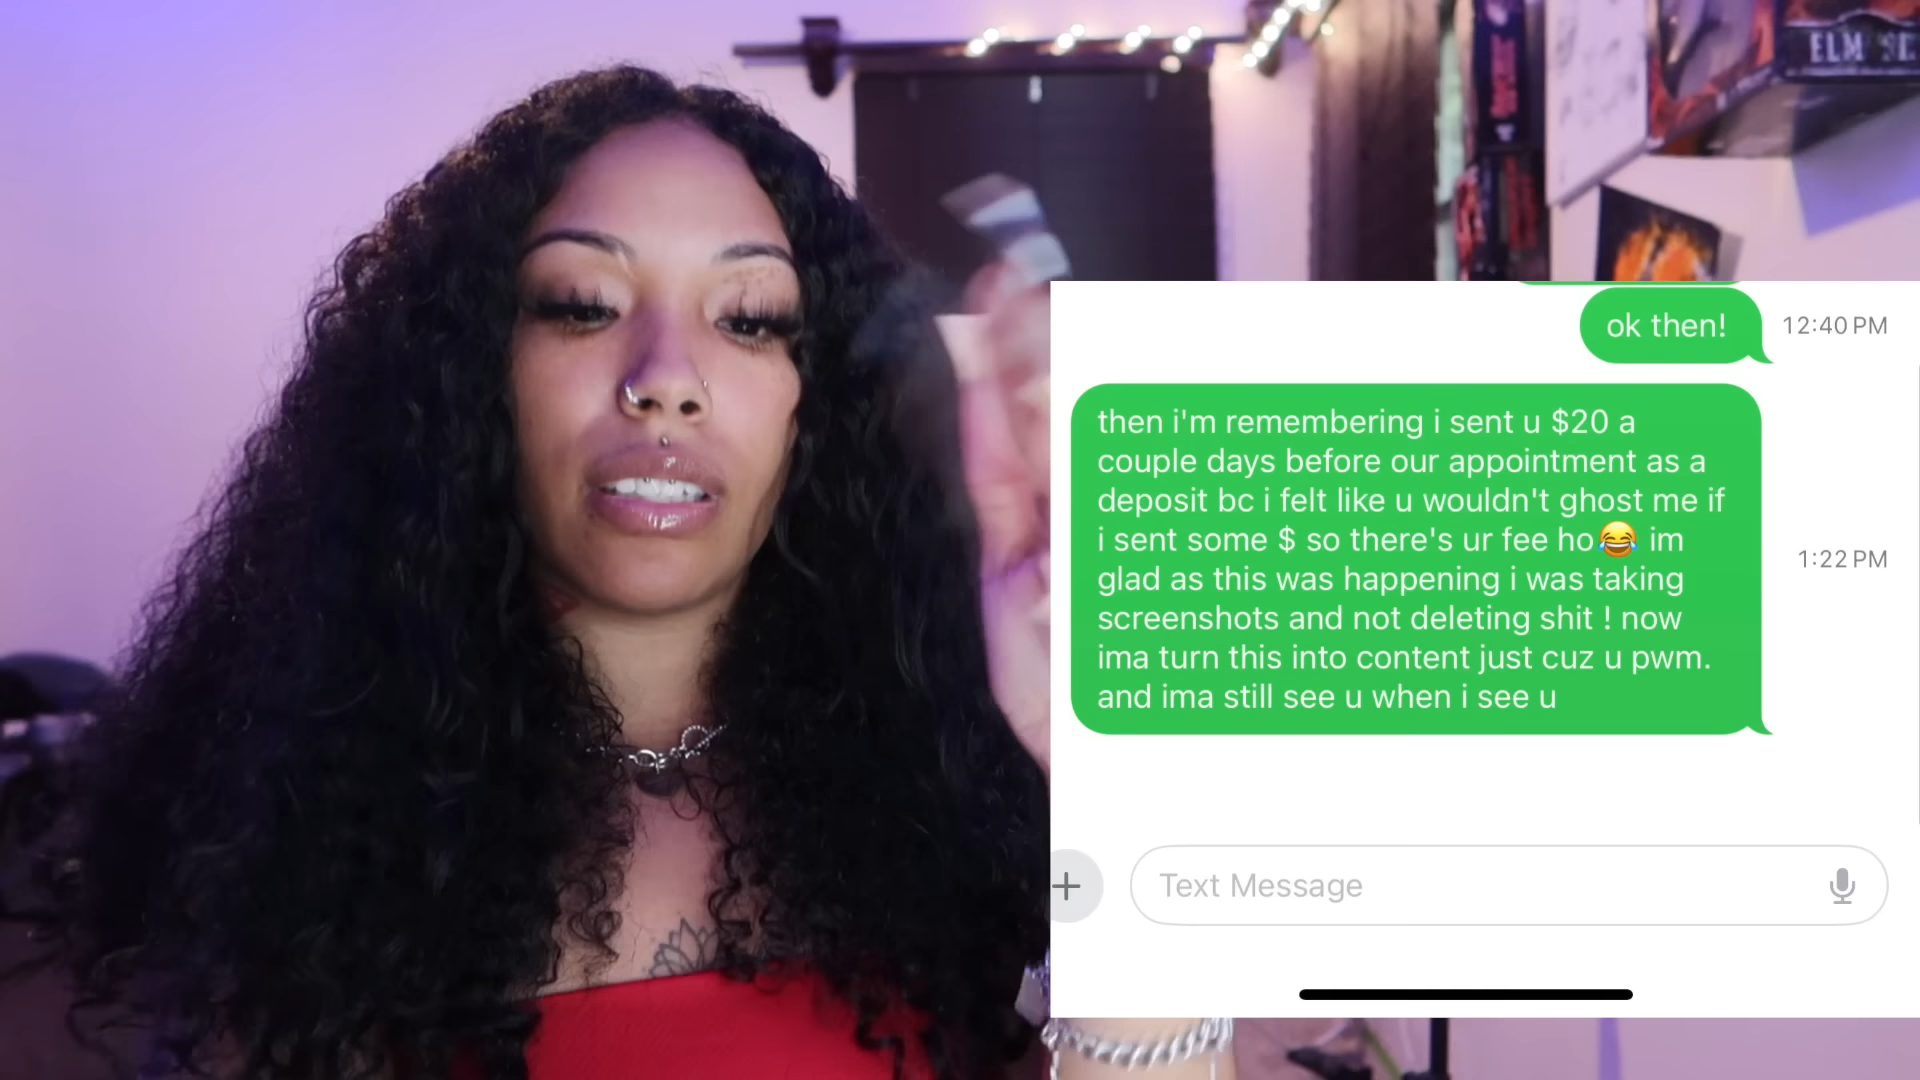 ELM
ok then!
12:40 PM
then i'm remembering i sent u $20 a
couple days before our appointment as a
deposit bc i felt like u wouldn't ghost me if
i sent some $ so there's ur fee ho😂 im
glad as this was happening i was taking
screenshots and not deleting shit ! now
ima turn this into content just cuz u pwm.
and ima still see u when i see u
1:22 PM
Text Message